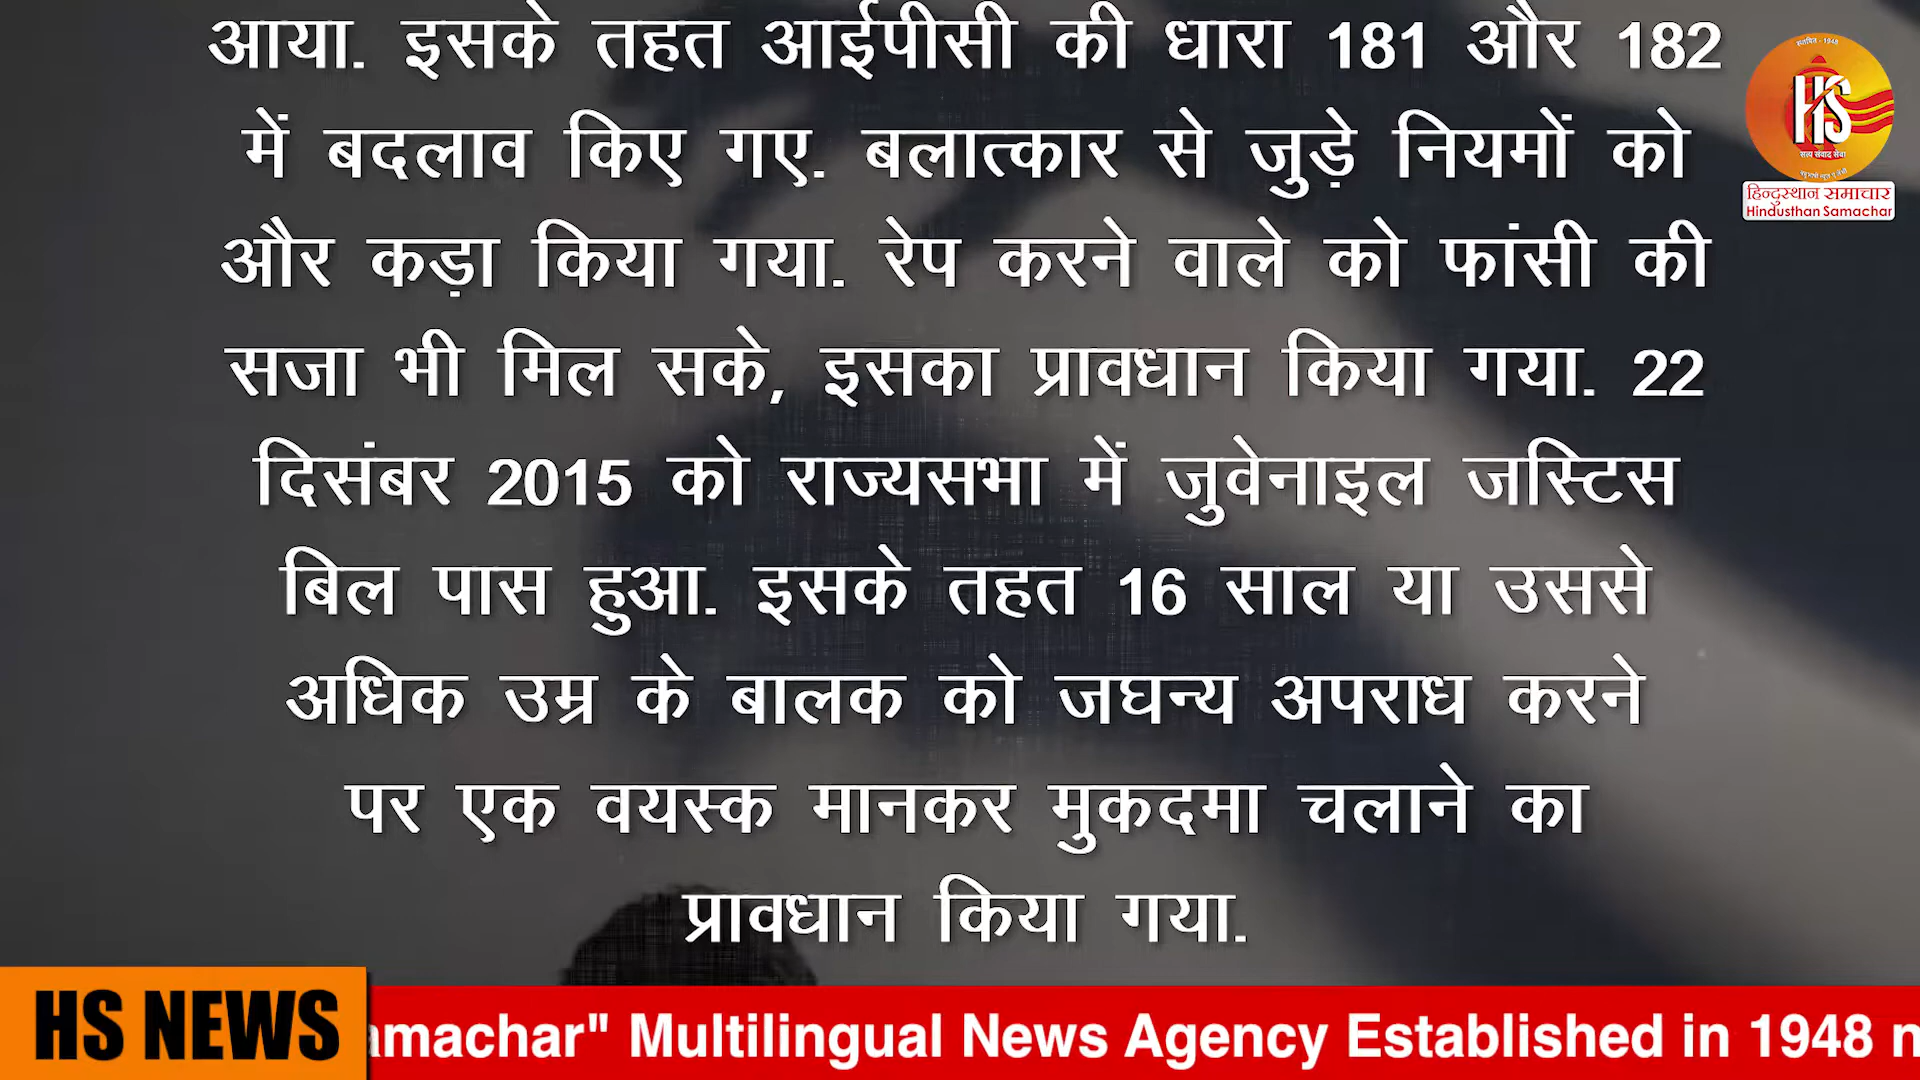 आया. इसके तहत आईपीसी की धारा 181 और 182
में बदलाव किए गए. बलात्कार से जुड़े नियमों को
और कड़ा किया गया. रेप करने वाले को फांसी की
सजा भी मिल सके, इसका प्रावधान किया गया. 22
दिसंबर 2015 को राज्यसभा में जुवेनाइल जस्टिस
बिल पास हुआ. इसके तहत 16 साल या उससे
अधिक उम्र के बालक को जघन्य अपराध करने
पर एक वयस्क मानकर मुकदमा चलाने का
प्रावधान किया गया.
HS
सत्य संवाद सेवा
हिन्दुस्थान समाचार
Hindusthan Samachar
HS NEWS
amachar" Multilingual News Agency Established in 1948 n